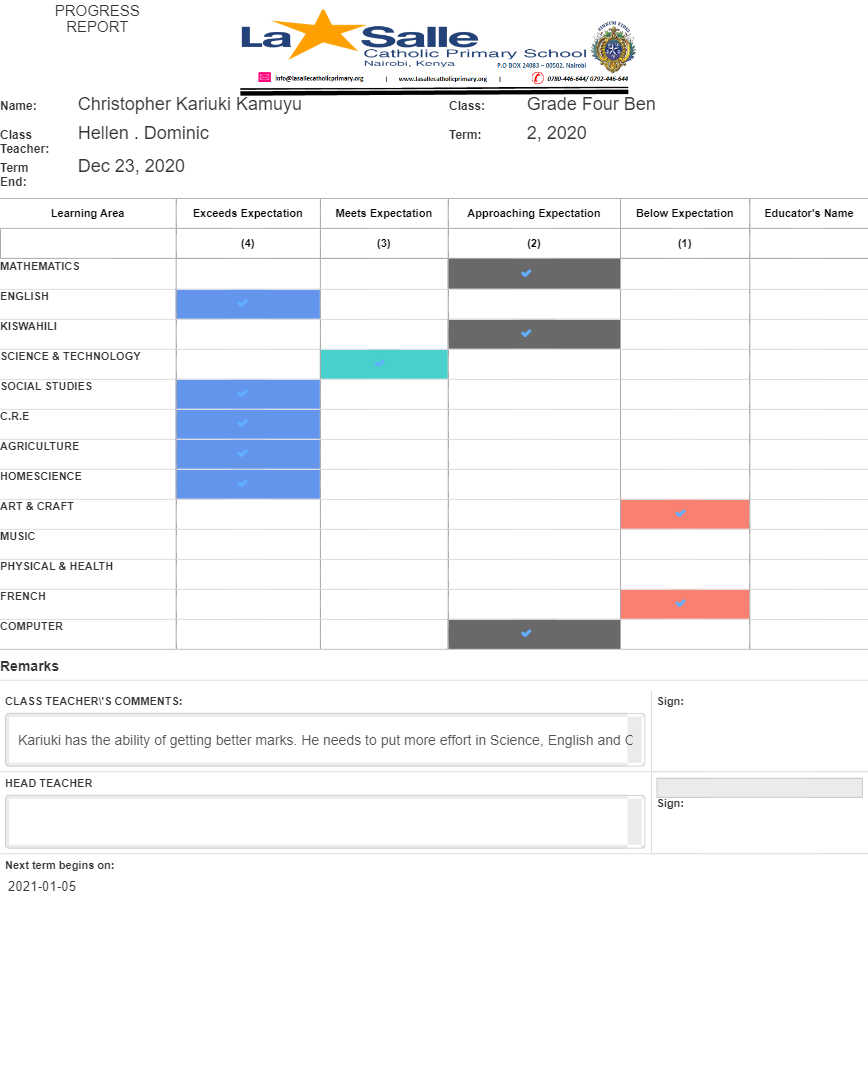 PROGRESS
REPORT
La Salle
Catholic Primary School
Nairobi, Kenya
P.O BOX 24083 – 00502, Nairobi
info@lasallecatholicprimary.org | www.lasallecatholicprimary.org | 0780-446-644/ 0792-446-644
Name: Christopher Kariuki Kamuyu Class: Grade Four Ben
Class Teacher: Hellen . Dominic Term: 2, 2020
Term End: Dec 23, 2020
Learning Area Exceeds Expectation Meets Expectation Approaching Expectation Below Expectation Educator's Name
(4) (3) (2) (1)
MATHEMATICS
ENGLISH
KISWAHILI
SCIENCE & TECHNOLOGY
SOCIAL STUDIES
C.R.E
AGRICULTURE
HOMESCIENCE
ART & CRAFT
MUSIC
PHYSICAL & HEALTH
FRENCH
COMPUTER
Remarks
CLASS TEACHER\'S COMMENTS: Sign:
Kariuki has the ability of getting better marks. He needs to put more effort in Science, English and
HEAD TEACHER
Sign:
Next term begins on:
2021-01-05